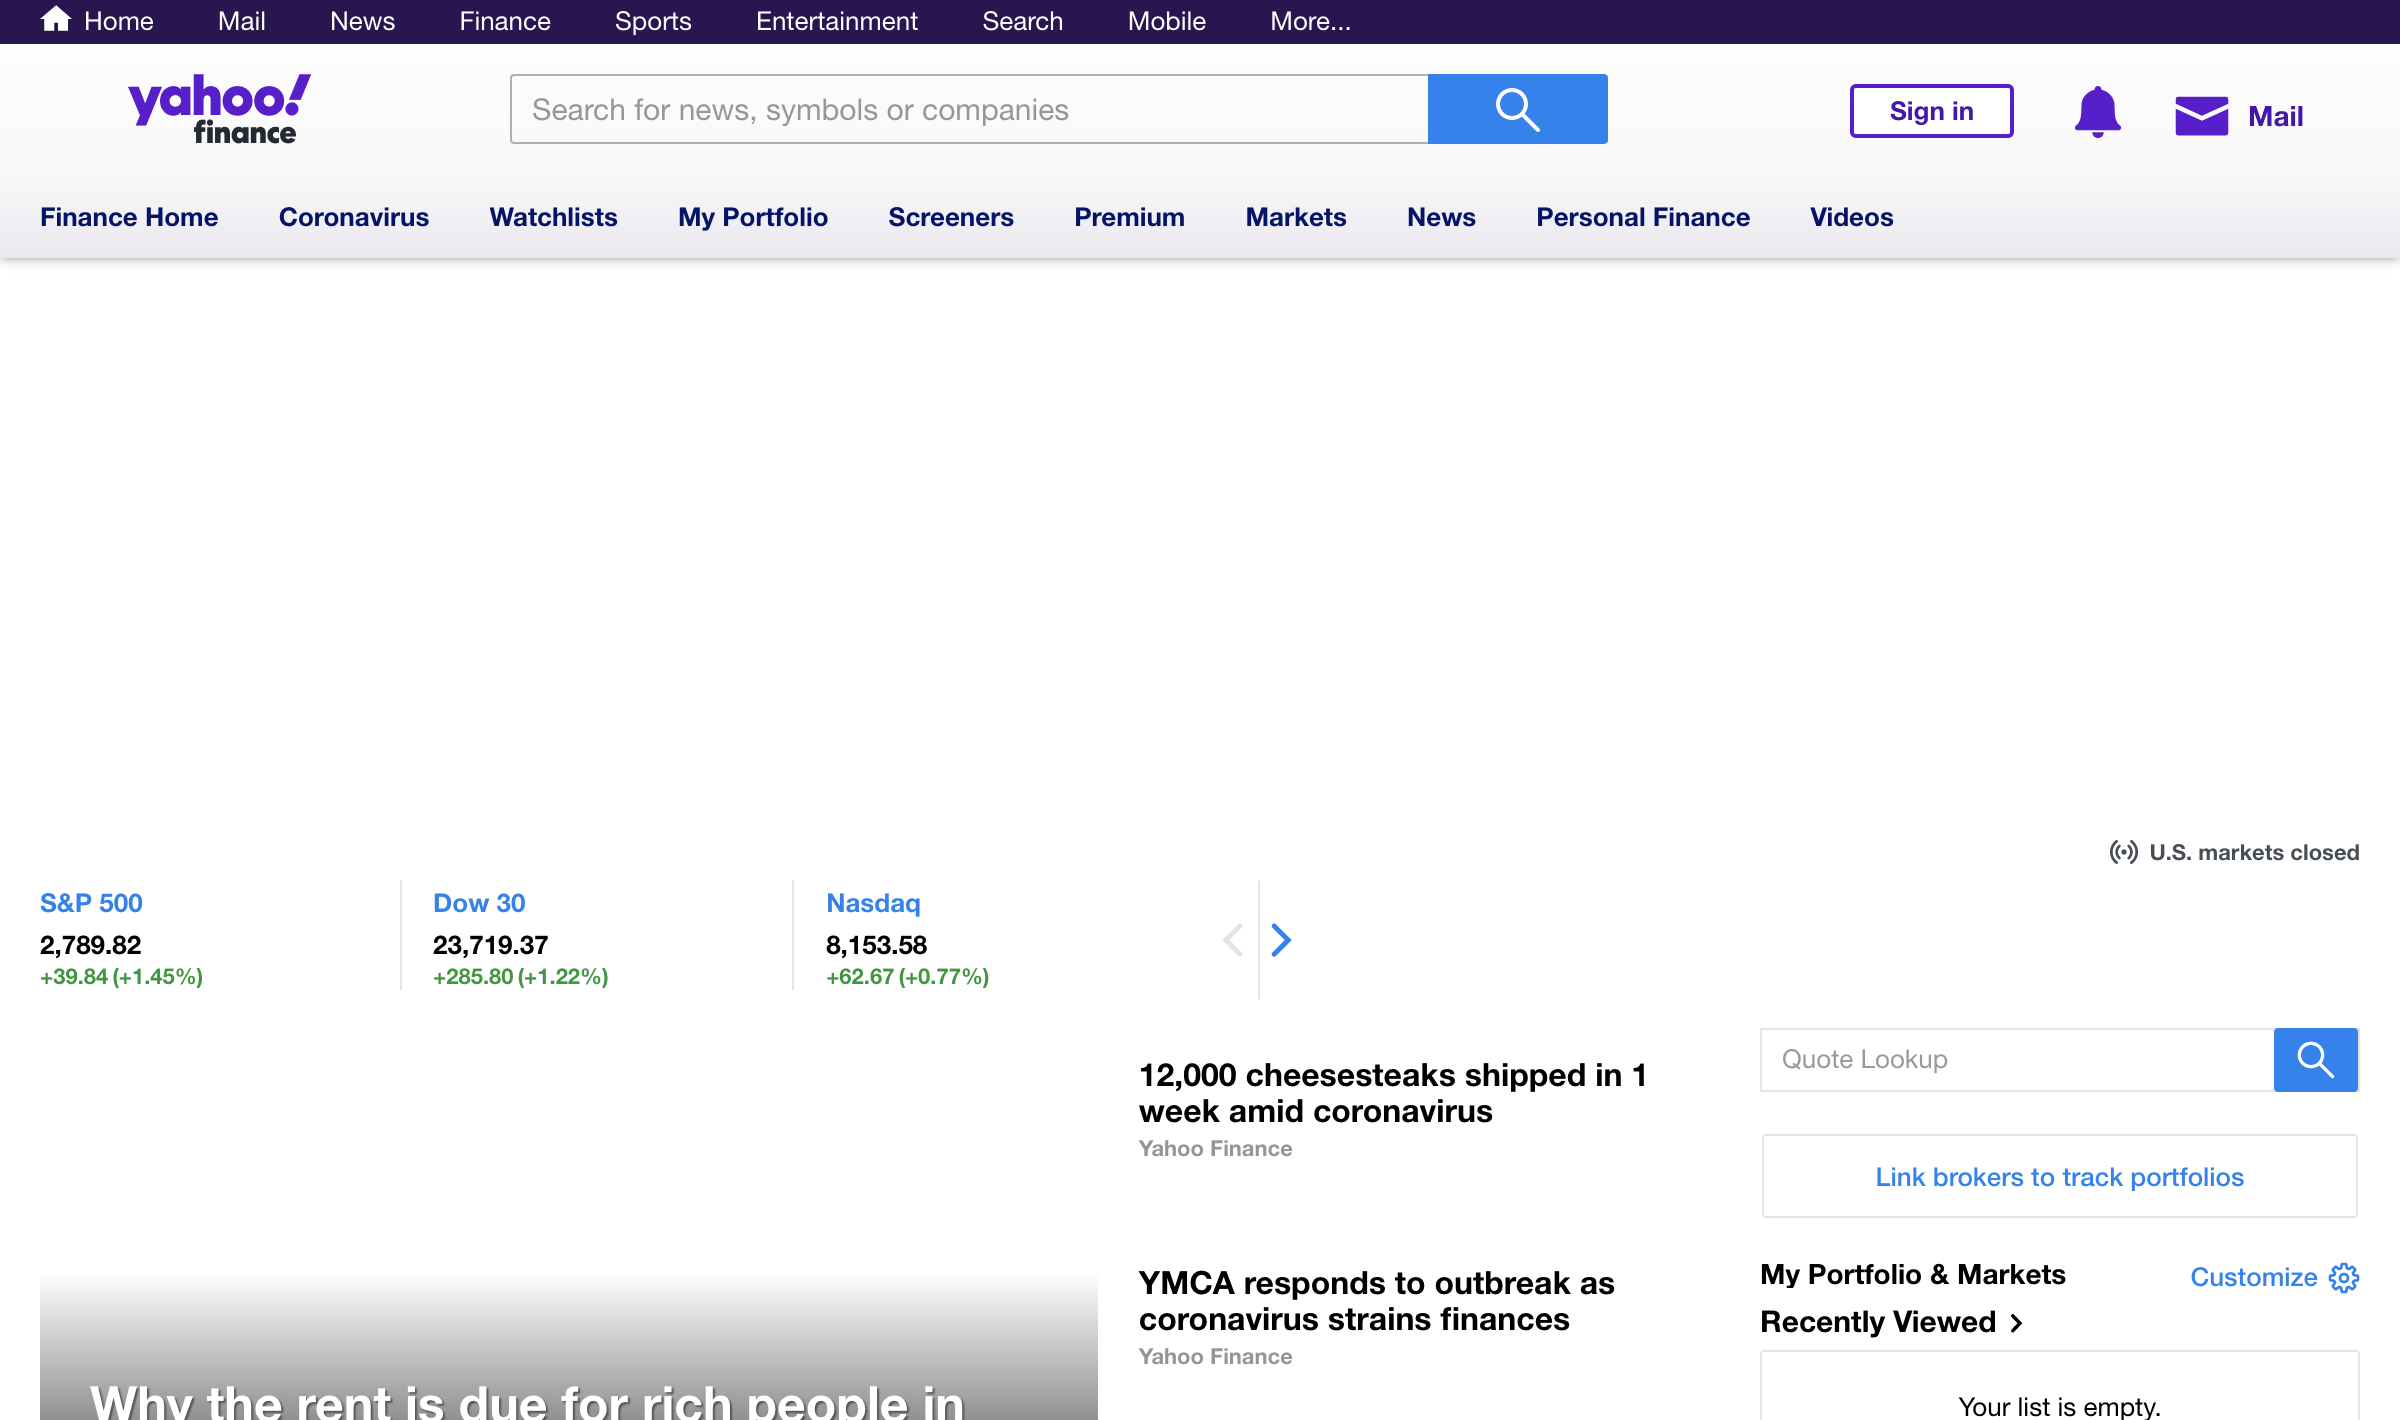 Home Mail News Finance Sports Entertainment Search Mobile More...
yahoo!
finance
Search for news, symbols or companies
Sign in
Mail
Finance Home Coronavirus Watchlists My Portfolio Screeners Premium Markets News Personal Finance Videos
U.S. markets closed
S&P 500
2,789.82
+39.84 (+1.45%)
Dow 30
23,719.37
+285.80 (+1.22%)
Nasdaq
8,153.58
+62.67 (+0.77%)
Why the rent is due for rich people in
12,000 cheesesteaks shipped in 1
week amid coronavirus
Yahoo Finance
YMCA responds to outbreak as
coronavirus strains finances
Yahoo Finance
Quote Lookup
Link brokers to track portfolios
My Portfolio & Markets
Customize
Recently Viewed
Your list is empty.